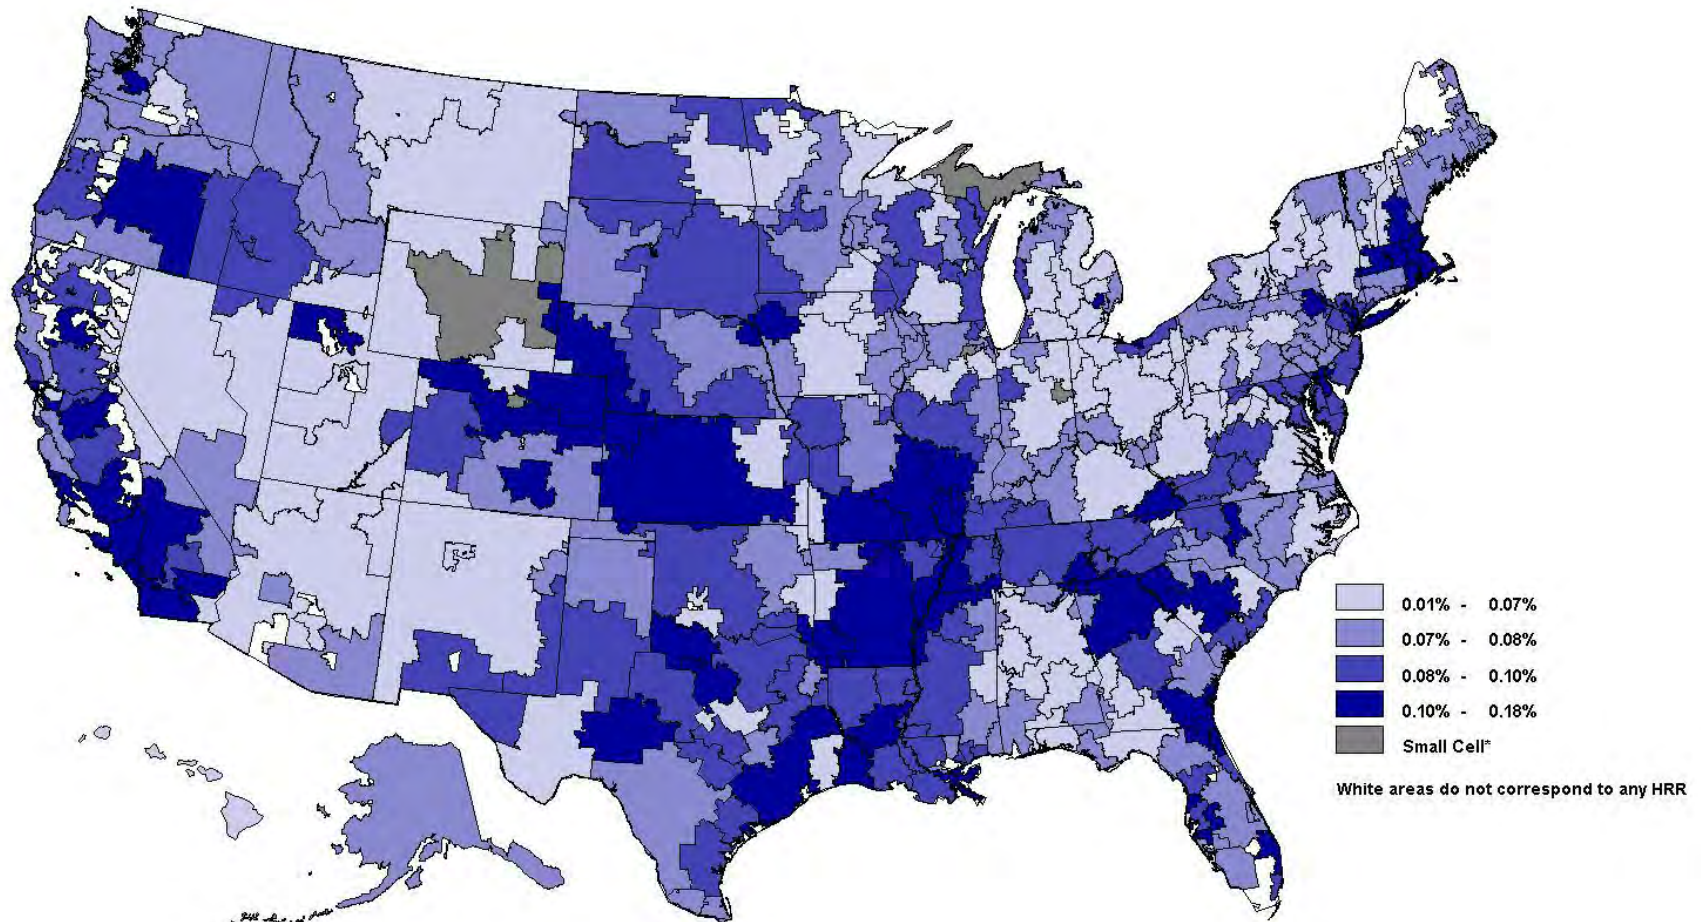 0.01% - 0.07%
0.07% - 0.08%
0.08% - 0.10%
0.10% - 0.18%
Small Cell*
White areas do not correspond to any HRR